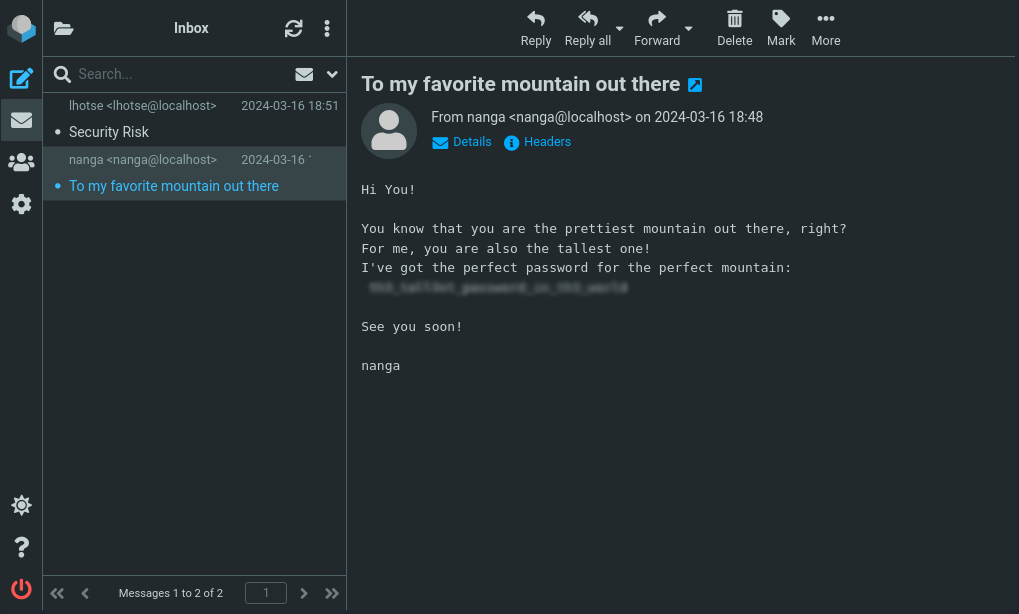 Inbox
Search...
lhotse <lhotse@localhost> 2024-03-16 18:51
Security Risk
nanga <nanga@localhost> 2024-03-16
To my favorite mountain out there
Messages 1 to 2 of 2
1
Reply
Reply all
Forward
Delete
Mark
More
To my favorite mountain out there
From nanga <nanga@localhost> on 2024-03-16 18:48
Details
Headers
Hi You!
You know that you are the prettiest mountain out there, right?
For me, you are also the tallest one!
I've got the perfect password for the perfect mountain:
See you soon!
nanga